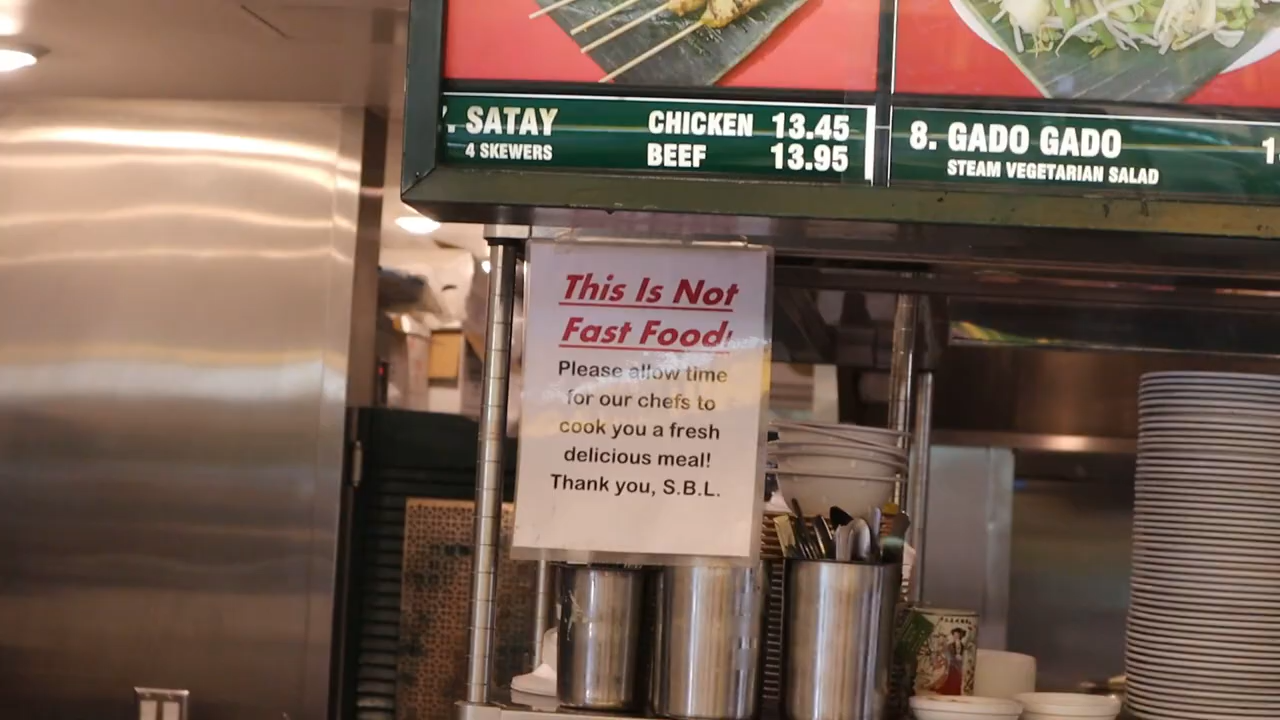 SATAY CHICKEN 13.45
4 SKEWERS BEEF 13.95
8. GADO GADO
STEAM VEGETARIAN SALAD
This Is Not
Fast Food!
Please allow time
for our chefs to
cook you a fresh
delicious meal!
Thank you, S.B.L.